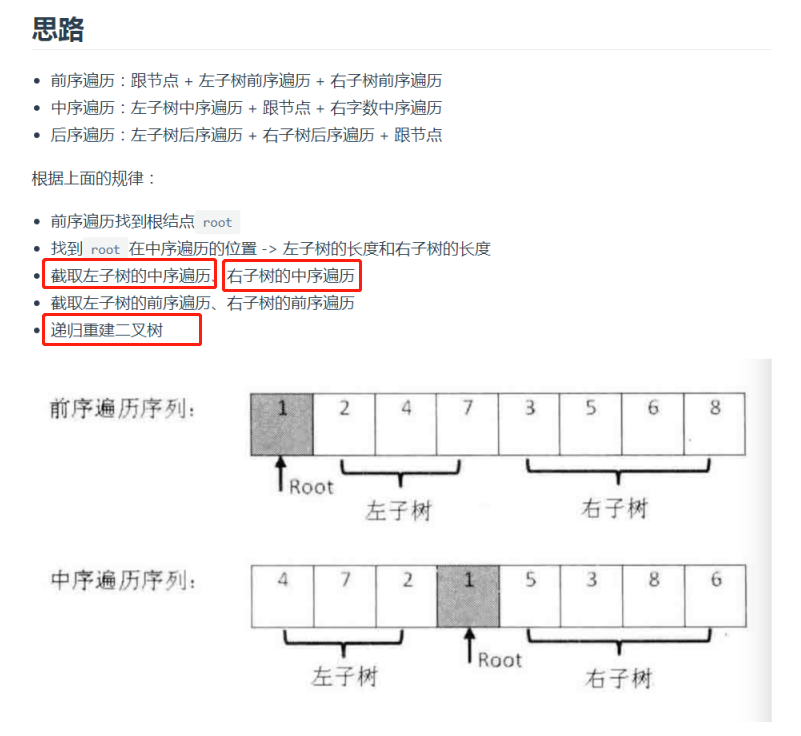 思路
前序遍历：跟节点 + 左子树前序遍历 + 右子树前序遍历
中序遍历：左子树中序遍历 + 跟节点 + 右字数中序遍历
后序遍历：左子树后序遍历 + 右子树后序遍历 + 跟节点
根据上面的规律：
前序遍历找到根结点 root
找到 root 在中序遍历的位置 -> 左子树的长度和右子树的长度
截取左子树的中序遍历、右子树的中序遍历
截取左子树的前序遍历、右子树的前序遍历
递归重建二叉树
前序遍历序列: 1 2 4 7 3 5 6 8
Root
左子树 右子树
中序遍历序列: 4 7 2 1 5 3 8 6
Root
左子树 右子树